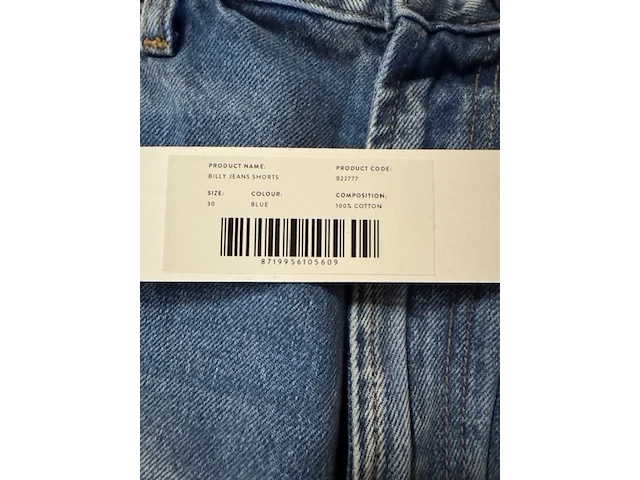 PRODUCT NAME: PRODUCT CODE:
BILLY JEANS SHORTS B22777
SIZE: COLOUR: COMPOSITION:
30 BLUE 100% COTTON
8719956105609